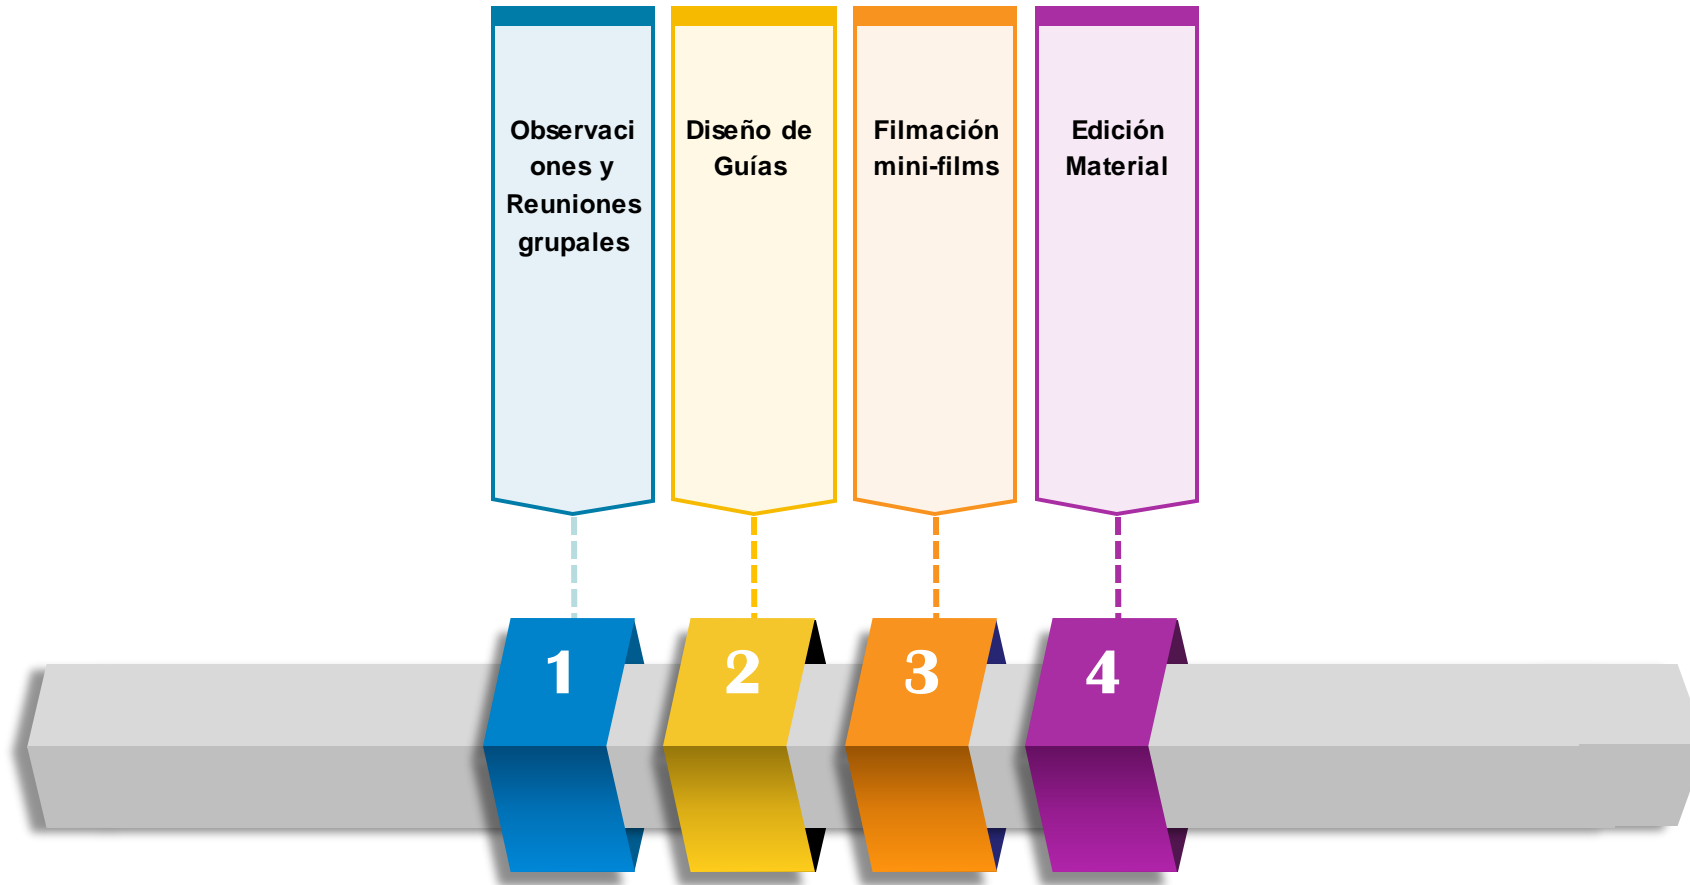 Observaci
ones y
Reuniones
grupales
Diseño de
Guías
Filmación
mini-films
Edición
Material
1
2
3
4